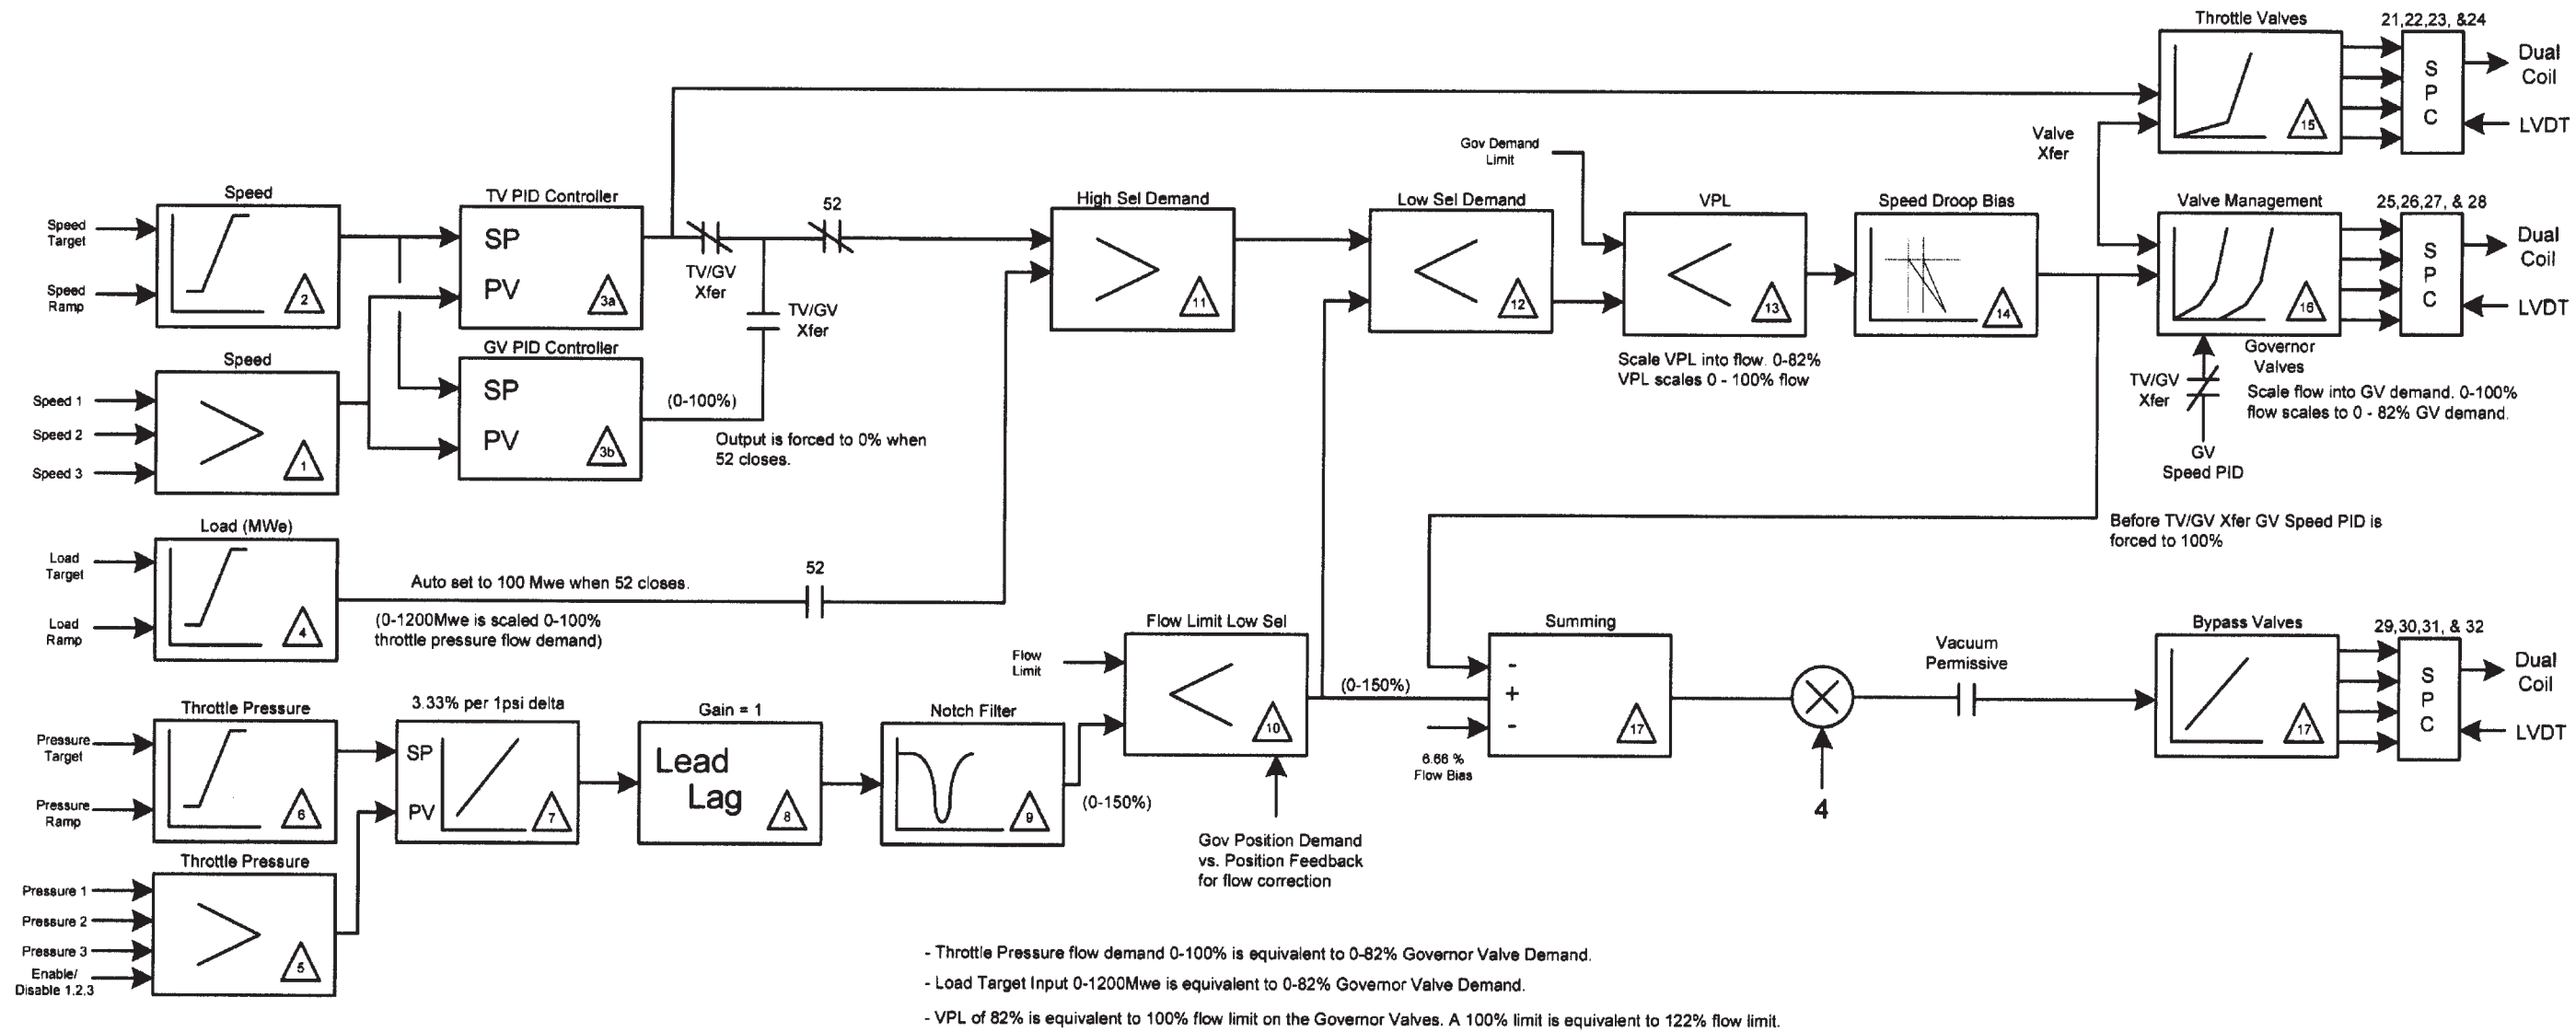 Throttle Valves
21,22,23, &24
Dual
Coil
S
P
C
15
LVDT
Valve
Xfer
Gov Demand
Limit
Speed
TV PID Controller
52
High Sel Demand
Low Sel Demand
VPL
Speed Droop Bias
Valve Management
25,26,27, & 28
Speed
Target
Speed
Ramp
2
SP
PV
3a
TV/GV
Xfer
TV/GV
Xfer
11
12
13
14
16
S
P
C
Dual
Coil
LVDT
Speed
GV PID Controller
Scale VPL into flow. 0-82%
VPL scales 0 - 100% flow
Governor
Valves
TV/GV
Xfer
Scale flow into GV demand. 0-100%
flow scales to 0 - 82% GV demand.
GV
Speed PID
Speed 1
Speed 2
Speed 3
1
SP
PV
3b
(0-100%)
Output is forced to 0% when
52 closes.
Load (MWe)
Before TV/GV Xfer GV Speed PID is
forced to 100%
Load
Target
Load
Ramp
4
Auto set to 100 Mwe when 52 closes.
52
(0-1200Mwe is scaled 0-100%
throttle pressure flow demand)
Flow Limit Low Sel
Summing
Vacuum
Permissive
Bypass Valves
29,30,31, & 32
Flow
Limit
10
(0-150%)
-
+
-
17
6.66 %
Flow Bias
4
17
S
P
C
Dual
Coil
LVDT
Throttle Pressure
3.33% per 1psi delta
Gain = 1
Notch Filter
Pressure
Target
Pressure
Ramp
6
SP
PV
7
Lead
Lag
8
9
(0-150%)
Gov Position Demand
vs. Position Feedback
for flow correction
Throttle Pressure
Pressure 1
Pressure 2
Pressure 3
Enable/
Disable 1,2,3
5
- Throttle Pressure flow demand 0-100% is equivalent to 0-82% Governor Valve Demand.
- Load Target Input 0-1200Mwe is equivalent to 0-82% Governor Valve Demand.
- VPL of 82% is equivalent to 100% flow limit on the Governor Valves. A 100% limit is equivalent to 122% flow limit.